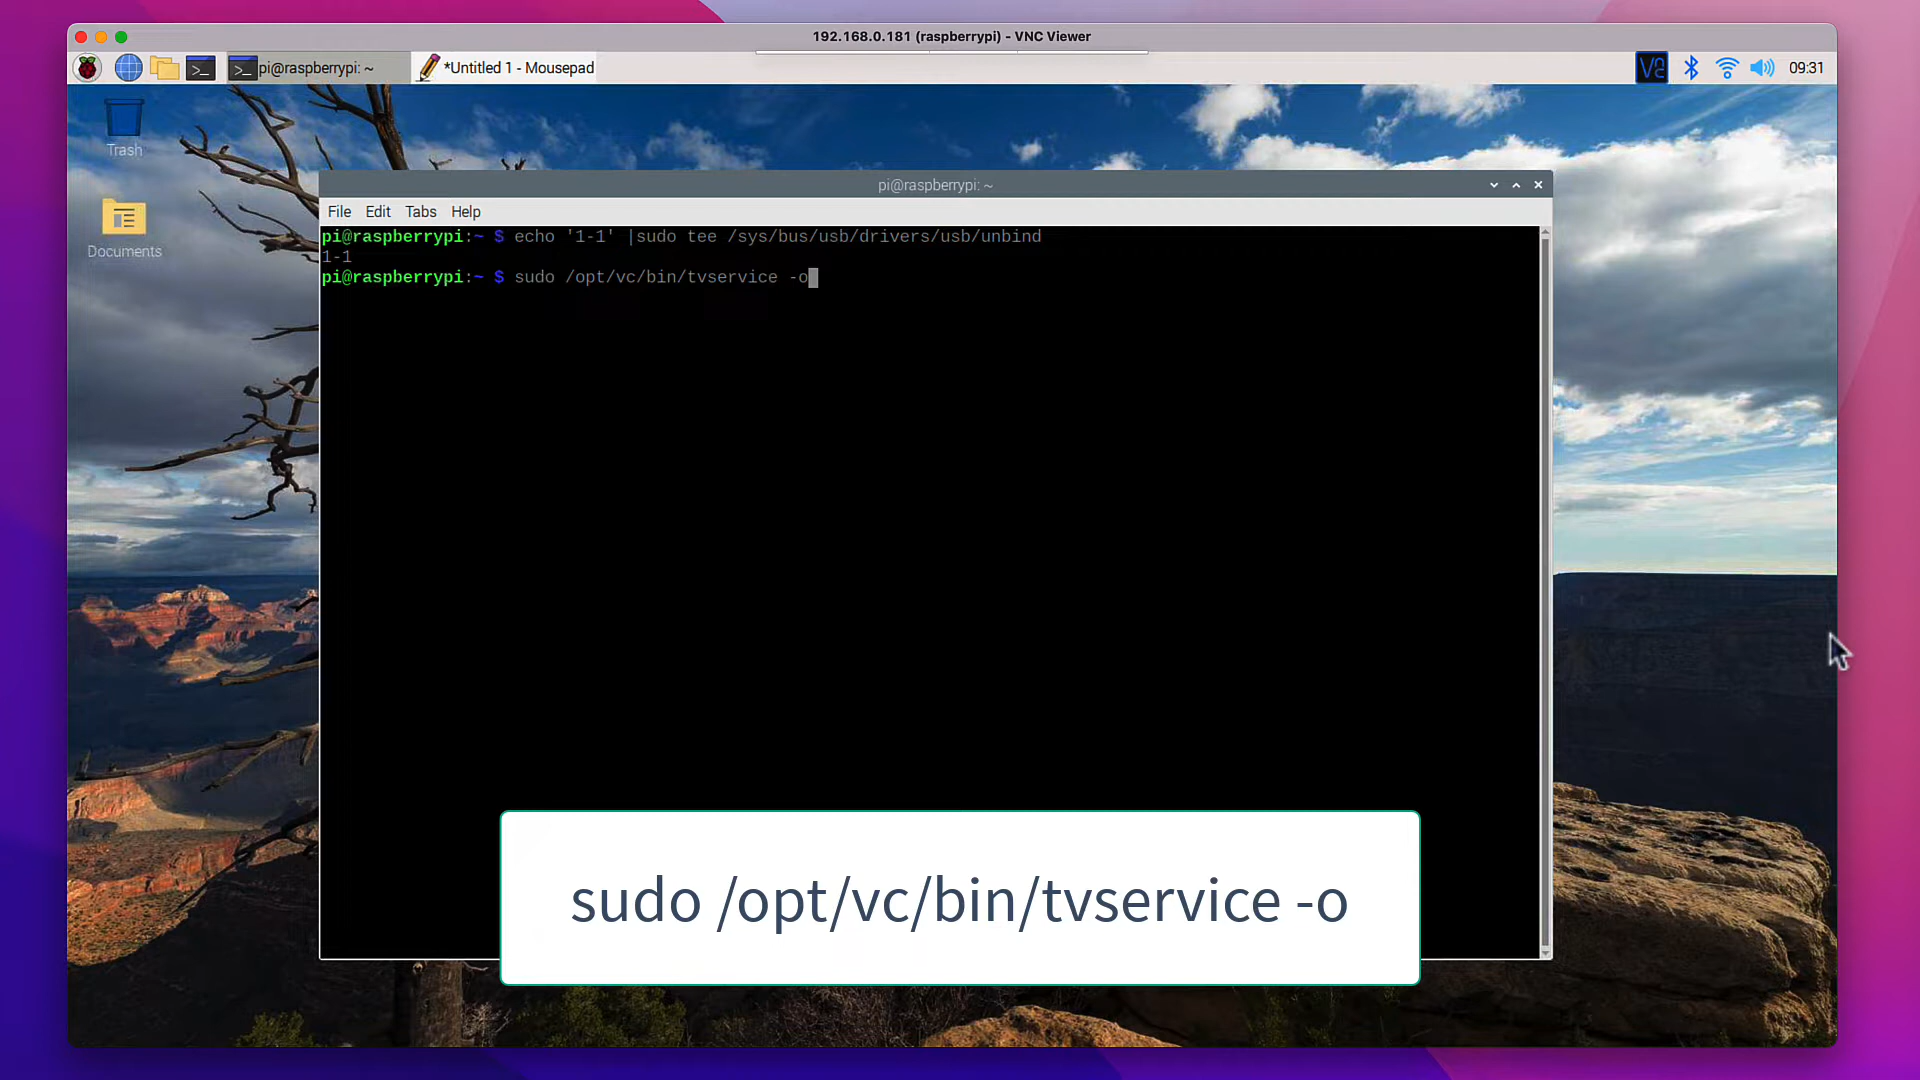 192.168.0.181 (raspberrypi) - VNC Viewer
pi@raspberrypi: ~
*Untitled 1 - Mousepad
09:31
Trash
Documents
pi@raspberrypi: ~
File Edit Tabs Help
pi@raspberrypi:~ $ echo '1-1' |sudo tee /sys/bus/usb/drivers/usb/unbind
1-1
pi@raspberrypi:~ $ sudo /opt/vc/bin/tvservice -o
sudo /opt/vc/bin/tvservice -o